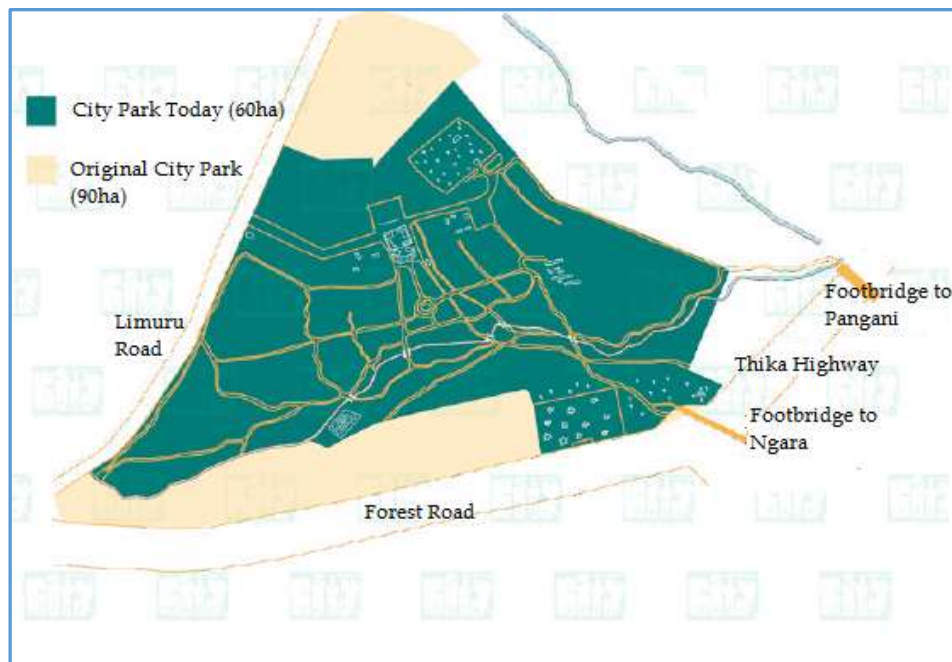 City Park Today (60ha)
Original City Park
(90ha)
Limuru
Road
Footbridge to
Pangani
Thika Highway
Footbridge to
Ngara
Forest Road